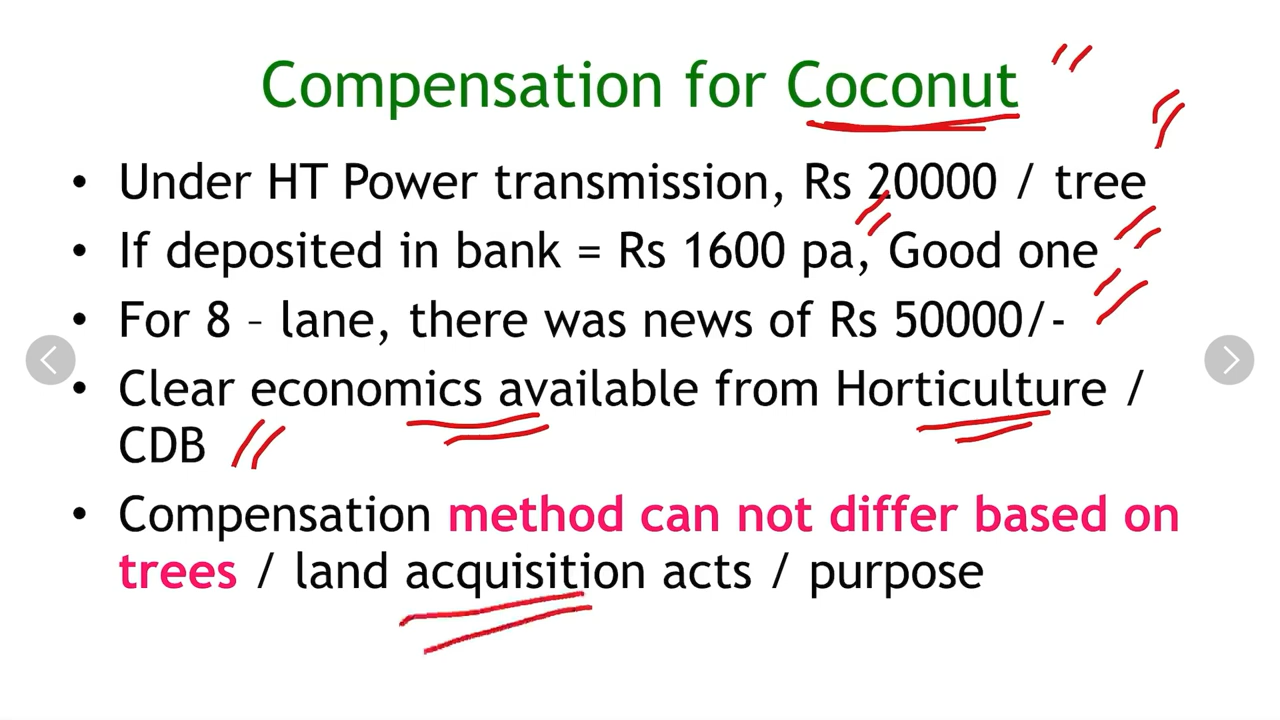 Compensation for Coconut
• Under HT Power transmission, Rs 20000 / tree
• If deposited in bank = Rs 1600 pa, Good one
• For 8 – lane, there was news of Rs 50000/-
• Clear economics available from Horticulture /
CDB
• Compensation method can not differ based on
trees / land acquisition acts / purpose